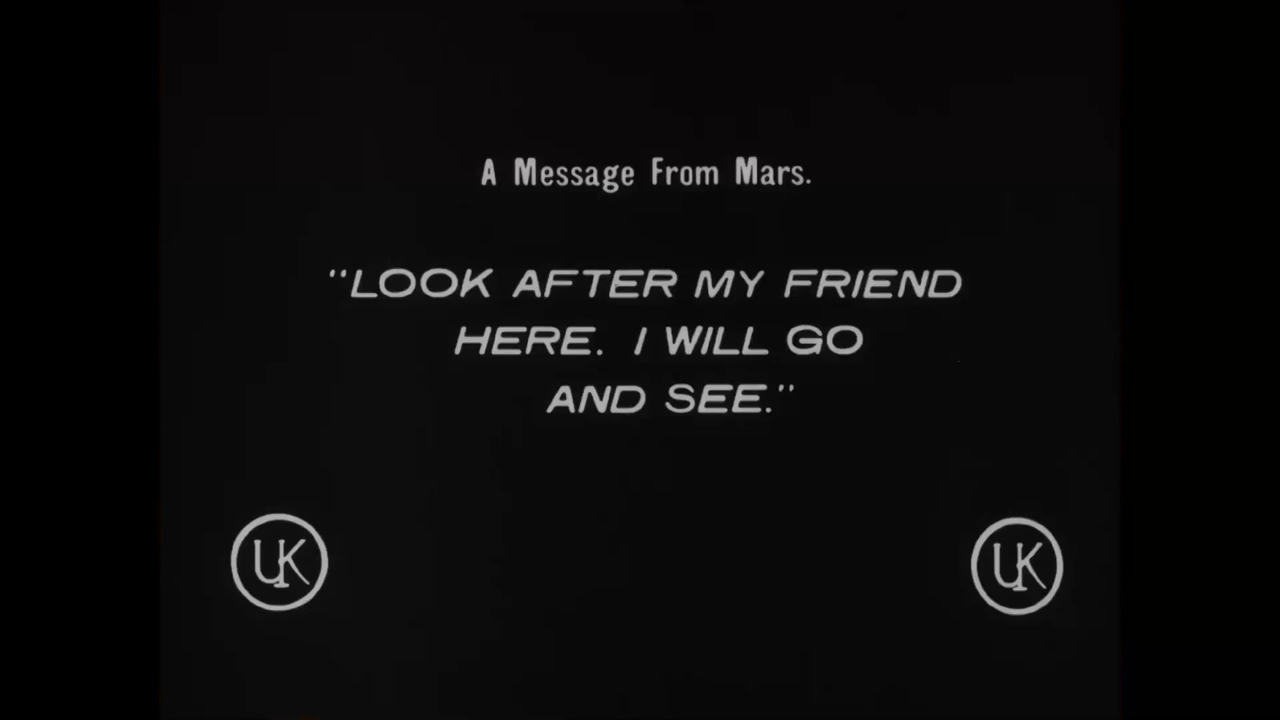 A Message From Mars.
"LOOK AFTER MY FRIEND
HERE. I WILL GO
AND SEE."
UK UK